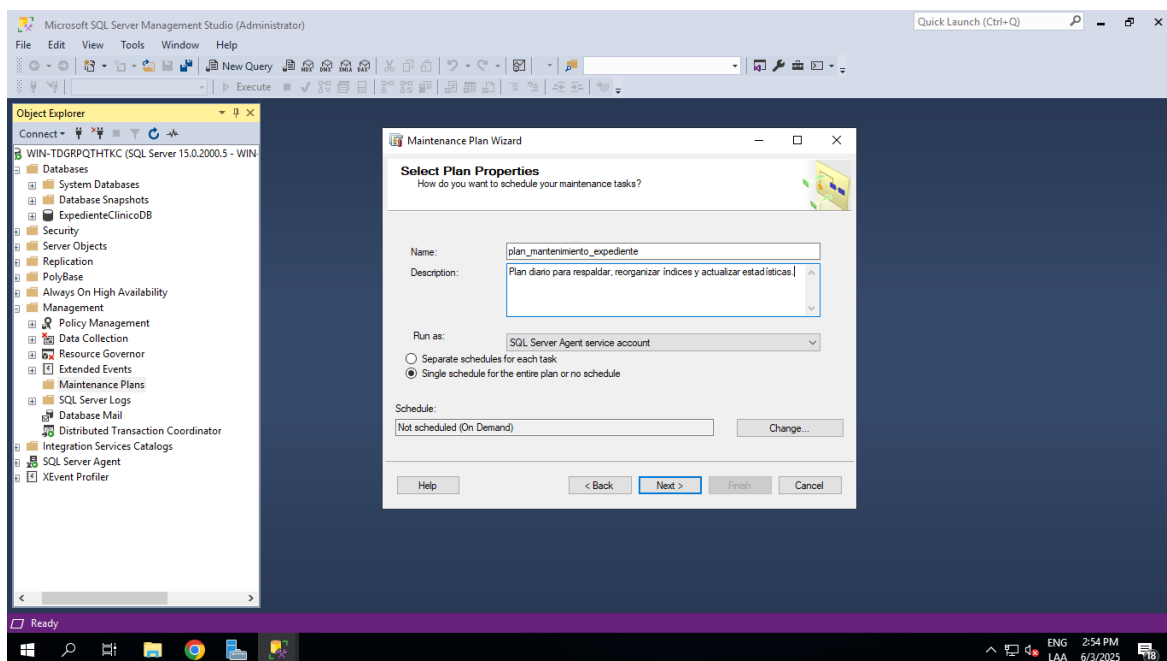 Microsoft SQL Server Management Studio (Administrator)
Quick Launch (Ctrl+Q)
File Edit View Tools Window Help
New Query
MDX DMX XMLA DAX
Execute
Object Explorer
Connect
WIN-TDGRPQTHTKC (SQL Server 15.0.2000.5 - WIN-
Databases
System Databases
Database Snapshots
ExpedienteClinicoDB
Security
Server Objects
Replication
PolyBase
Always On High Availability
Management
Policy Management
Data Collection
Resource Governor
Extended Events
Maintenance Plans
SQL Server Logs
Database Mail
Distributed Transaction Coordinator
Integration Services Catalogs
SQL Server Agent
XEvent Profiler
Maintenance Plan Wizard
Select Plan Properties
How do you want to schedule your maintenance tasks?
Name: plan_mantenimiento_expediente
Description: Plan diario para respaldar, reorganizar índices y actualizar estadísticas.
Run as: SQL Server Agent service account
Separate schedules for each task
Single schedule for the entire plan or no schedule
Schedule:
Not scheduled (On Demand) Change...
Help < Back Next > Finish Cancel
Ready
ENG 2:54 PM
LAA 6/3/2025
18